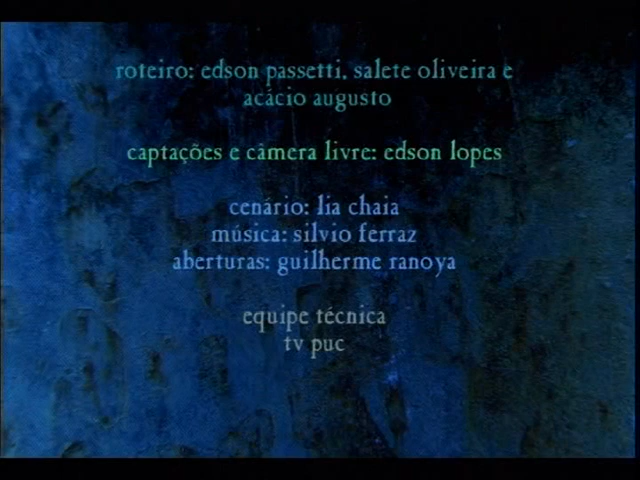 roteiro: edson passetti, salete oliveira e
acácio augusto
captações e câmera livre: edson lopes
cenário: lia chaia
música: silvio ferraz
aberturas: guilherme ranoya
equipe técnica
tv puc